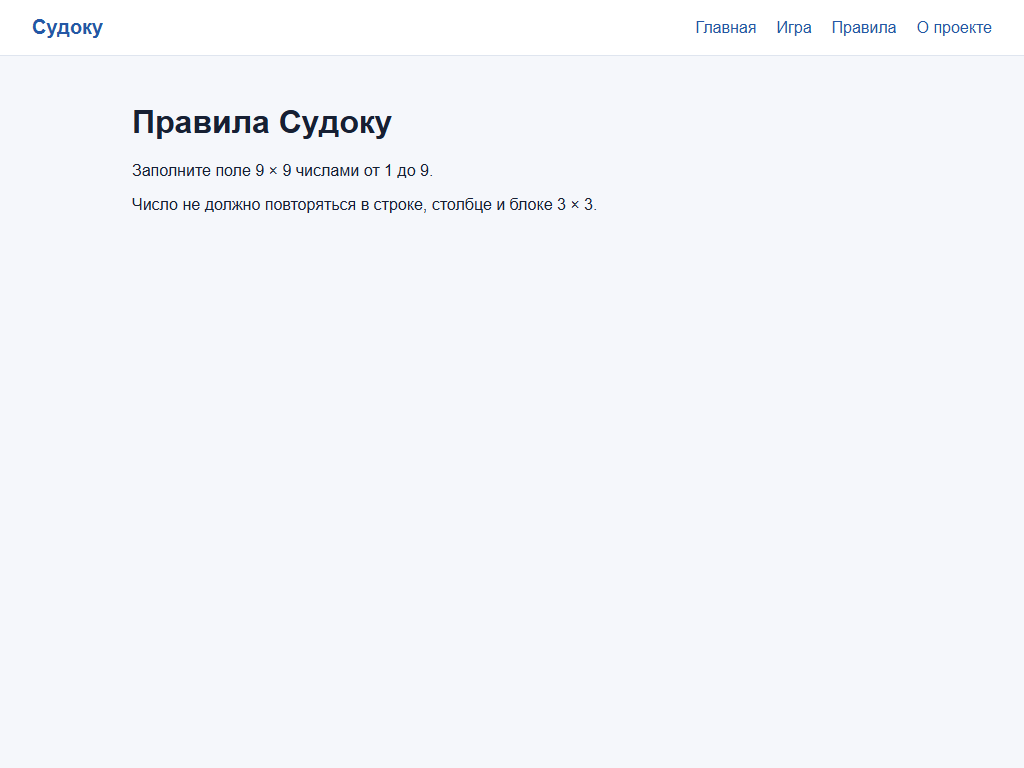 Судоку
Главная Игра Правила О проекте
Правила Судоку
Заполните поле 9 × 9 числами от 1 до 9.
Число не должно повторяться в строке, столбце и блоке 3 × 3.